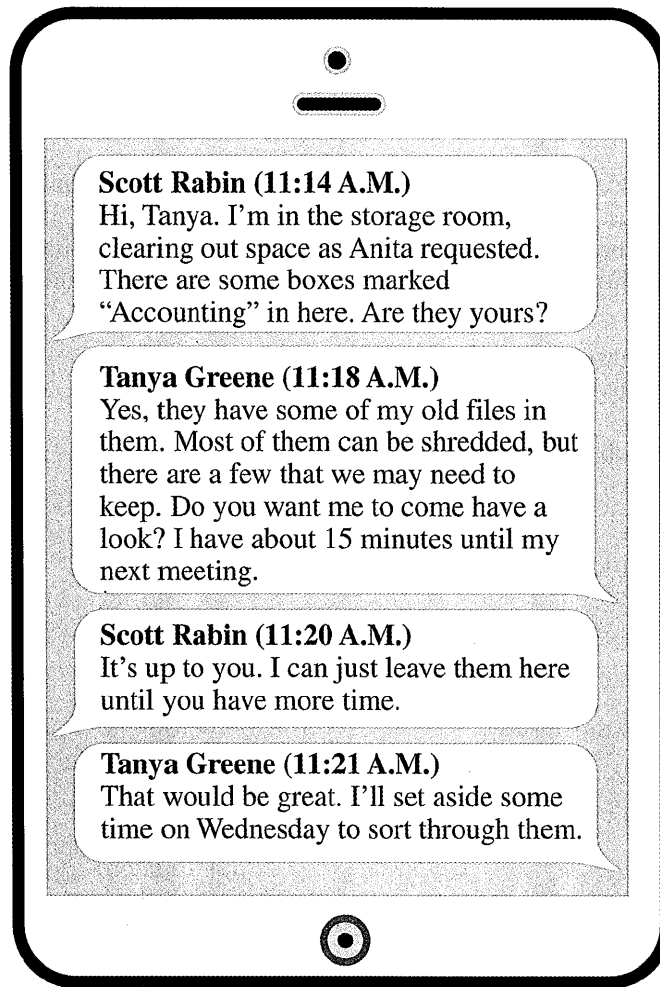 Scott Rabin (11:14 A.M.)
Hi, Tanya. I'm in the storage room,
clearing out space as Anita requested.
There are some boxes marked
“Accounting” in here. Are they yours?
Tanya Greene (11:18 A.M.)
Yes, they have some of my old files in
them. Most of them can be shredded, but
there are a few that we may need to
keep. Do you want me to come have a
look? I have about 15 minutes until my
next meeting.
Scott Rabin (11:20 A.M.)
It's up to you. I can just leave them here
until you have more time.
Tanya Greene (11:21 A.M.)
That would be great. I'll set aside some
time on Wednesday to sort through them.